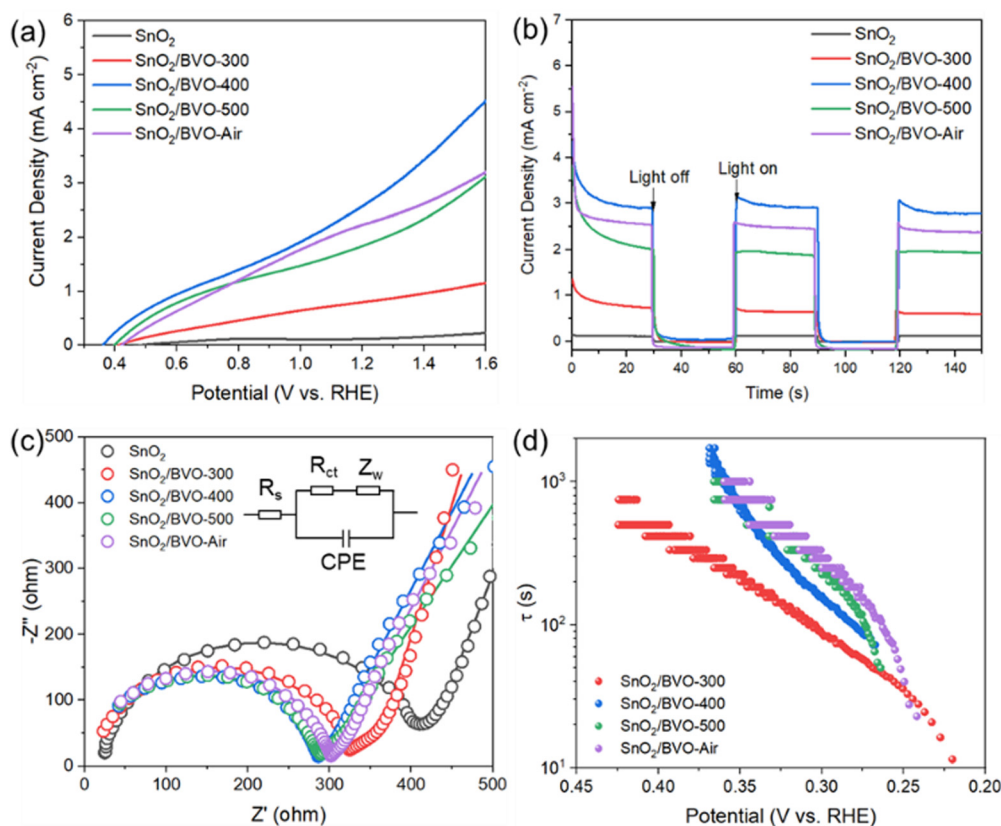 (a)
SnO₂
SnO₂/BVO-300
SnO₂/BVO-400
SnO₂/BVO-500
SnO₂/BVO-Air
Current Density (mA cm⁻²)
6
5
4
3
2
1
0
0.4 0.6 0.8 1.0 1.2 1.4 1.6
Potential (V vs. RHE)
(b)
SnO₂
SnO₂/BVO-300
SnO₂/BVO-400
SnO₂/BVO-500
SnO₂/BVO-Air
Light off
Light on
Current Density (mA cm⁻²)
7
6
5
4
3
2
1
0
0 20 40 60 80 100 120 140
Time (s)
(c)
SnO₂
SnO₂/BVO-300
SnO₂/BVO-400
SnO₂/BVO-500
SnO₂/BVO-Air
Rₛ
R_ct
Z_w
CPE
-Z" (ohm)
500
400
300
200
100
0
0 100 200 300 400 500
Z' (ohm)
(d)
τ (s)
10³
10²
10¹
SnO₂/BVO-300
SnO₂/BVO-400
SnO₂/BVO-500
SnO₂/BVO-Air
0.45 0.40 0.35 0.30 0.25 0.20
Potential (V vs RHE)